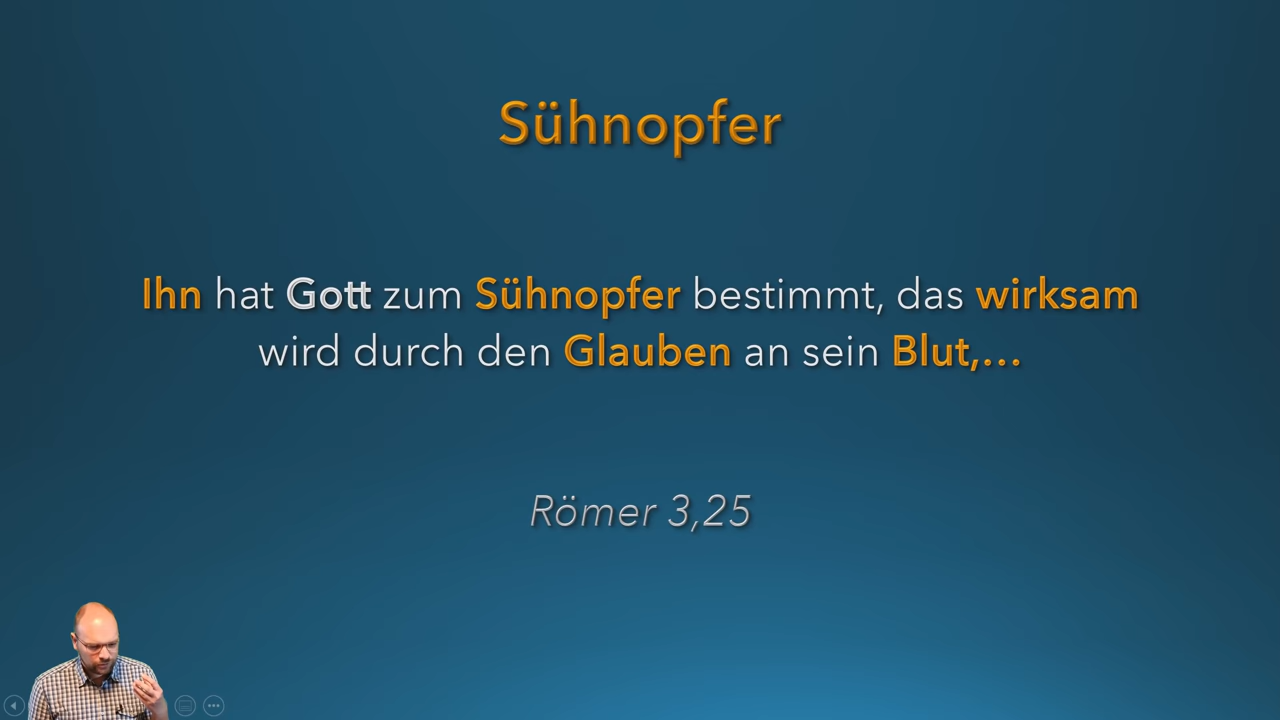 Sühnopfer
Ihn hat Gott zum Sühnopfer bestimmt, das wirksam
wird durch den Glauben an sein Blut,…
Römer 3,25